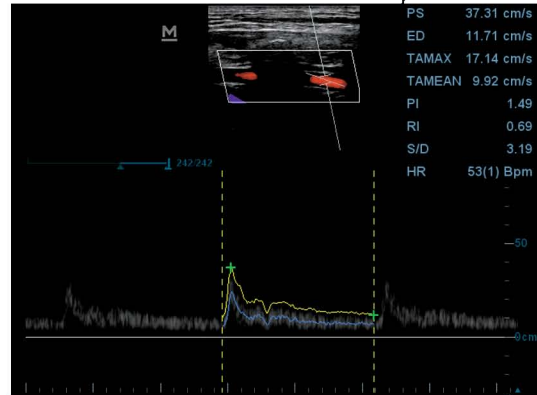 M
PS 37.31 cm/s
ED 11.71 cm/s
TAMAX 17.14 cm/s
TAMEAN 9.92 cm/s
PI 1.49
RI 0.69
S/D 3.19
HR 53(1) Bpm
242:242
50
0cm